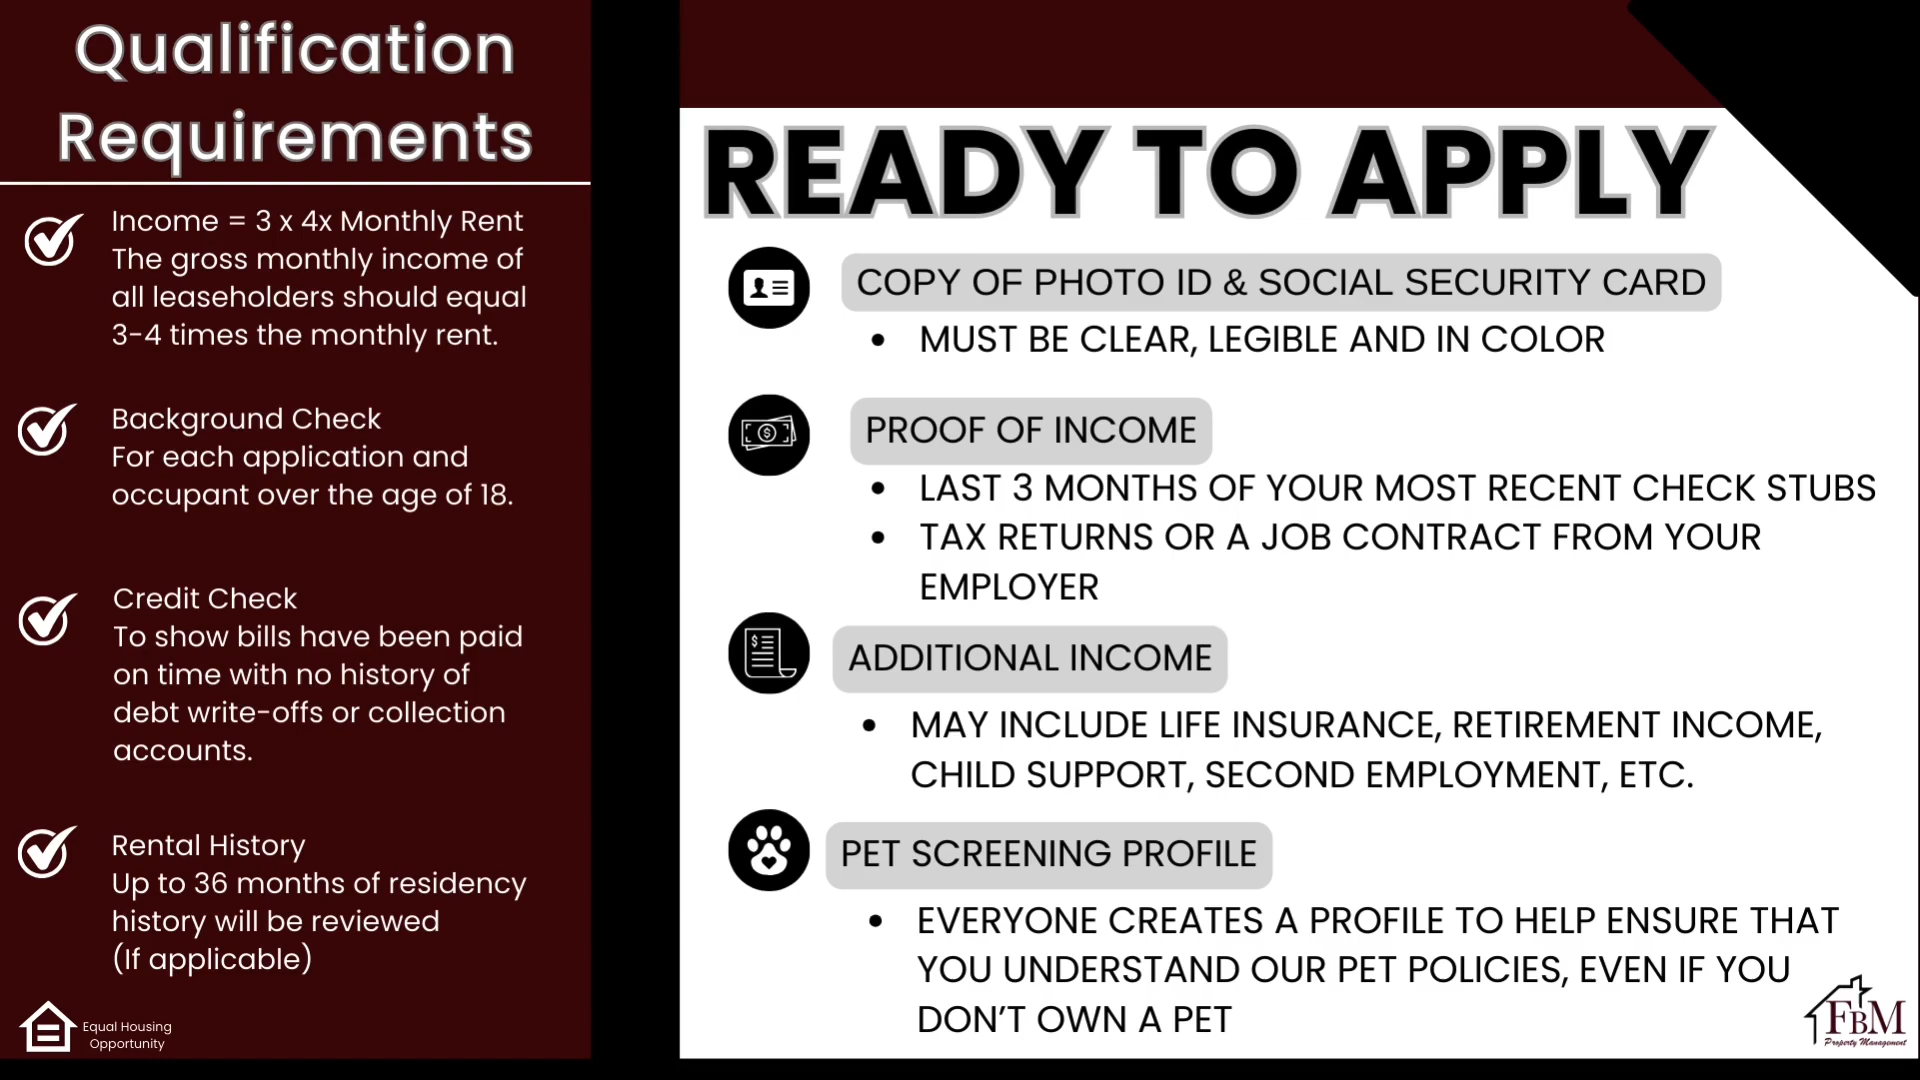 Qualification
Requirements
Income = 3 x 4x Monthly Rent
The gross monthly income of
all leaseholders should equal
3-4 times the monthly rent.
Background Check
For each application and
occupant over the age of 18.
Credit Check
To show bills have been paid
on time with no history of
debt write-offs or collection
accounts.
Rental History
Up to 36 months of residency
history will be reviewed
(If applicable)
Equal Housing
Opportunity
READY TO APPLY
COPY OF PHOTO ID & SOCIAL SECURITY CARD
• MUST BE CLEAR, LEGIBLE AND IN COLOR
PROOF OF INCOME
• LAST 3 MONTHS OF YOUR MOST RECENT CHECK STUBS
• TAX RETURNS OR A JOB CONTRACT FROM YOUR
EMPLOYER
ADDITIONAL INCOME
• MAY INCLUDE LIFE INSURANCE, RETIREMENT INCOME,
CHILD SUPPORT, SECOND EMPLOYMENT, ETC.
PET SCREENING PROFILE
• EVERYONE CREATES A PROFILE TO HELP ENSURE THAT
YOU UNDERSTAND OUR PET POLICIES, EVEN IF YOU
DON’T OWN A PET
FBM
Property Management